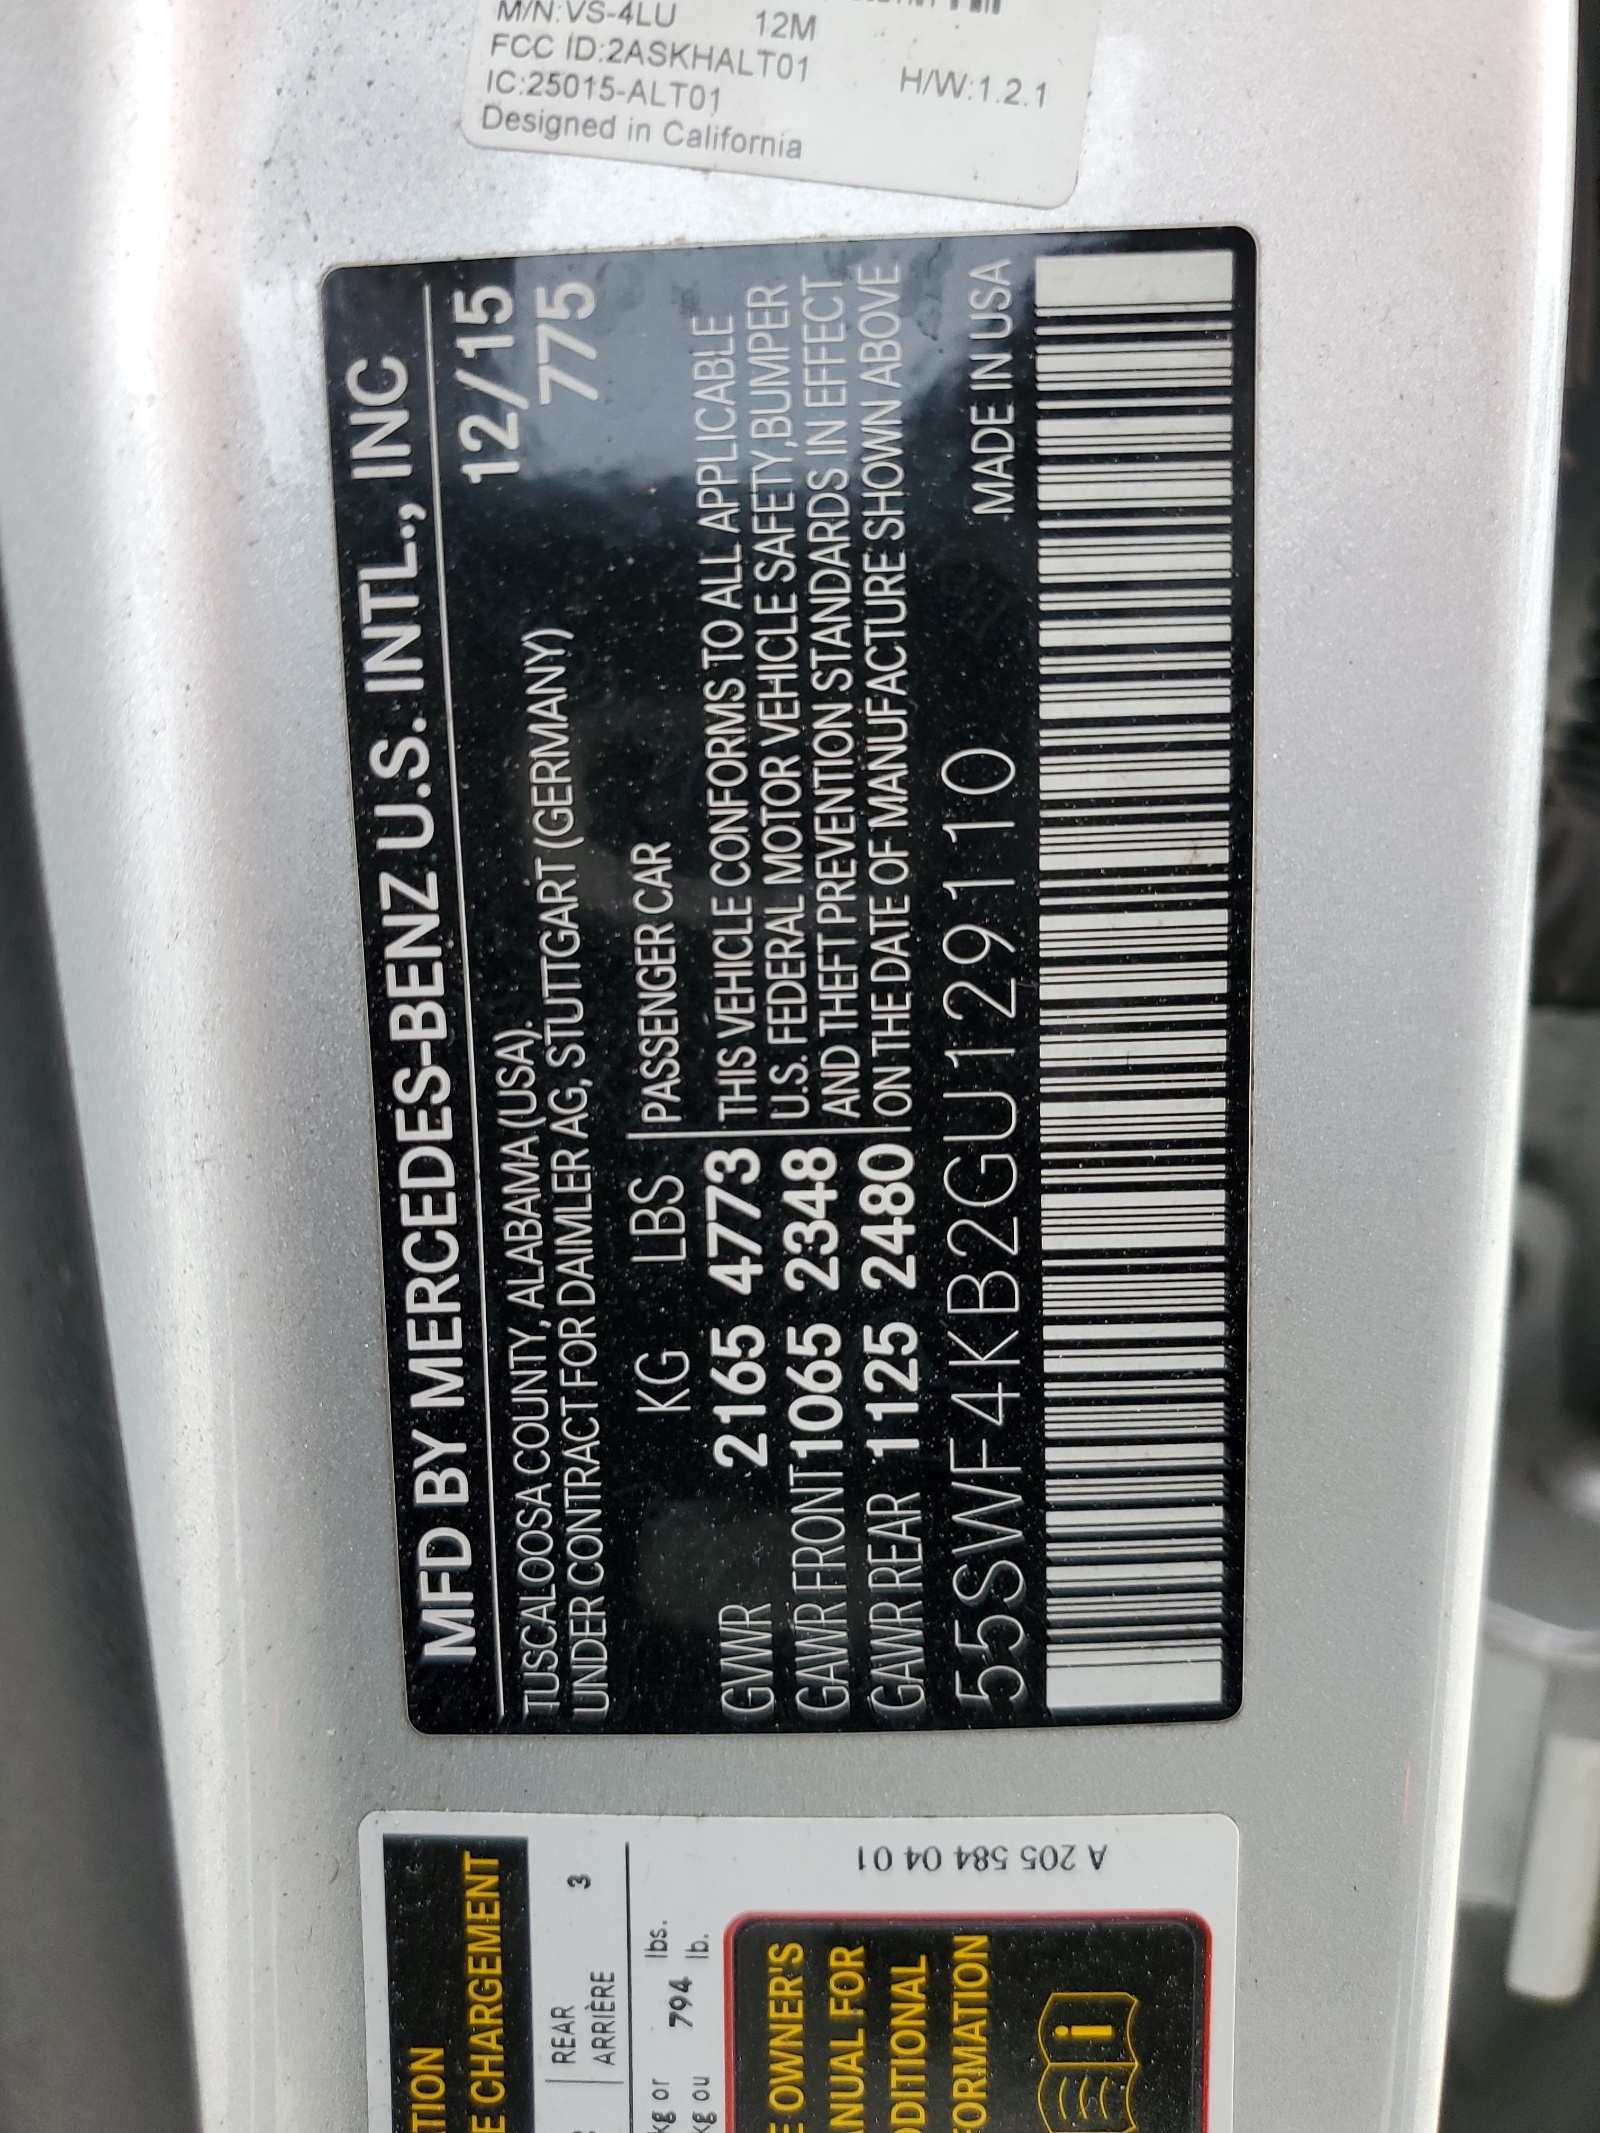 M/N:VS-4LU 12M
FCC ID:2ASKHALT01
IC:25015-ALT01 H/W:1.2.1
Designed in California
MFD BY MERCEDES-BENZ U.S. INTL., INC
12/15
775
TUSCALOOSA COUNTY, ALABAMA (USA).
UNDER CONTRACT FOR DAIMLER AG, STUTTGART (GERMANY)
KG LBS PASSENGER CAR
GVWR 2165 4773 THIS VEHICLE CONFORMS TO ALL APPLICABLE
GAWR FRONT 1065 2348 U.S. FEDERAL MOTOR VEHICLE SAFETY,BUMPER
AND THEFT PREVENTION STANDARDS IN EFFECT
GAWR REAR 1125 2480 ON THE DATE OF MANUFACTURE SHOWN ABOVE
55SWF4KB2GU129110 MADE IN USA
CHARGEMENT
REAR
ARRIÈRE 3
kg or lbs.
kg ou 794 lb.
OWNER'S
FOR
A 205 584 04 01